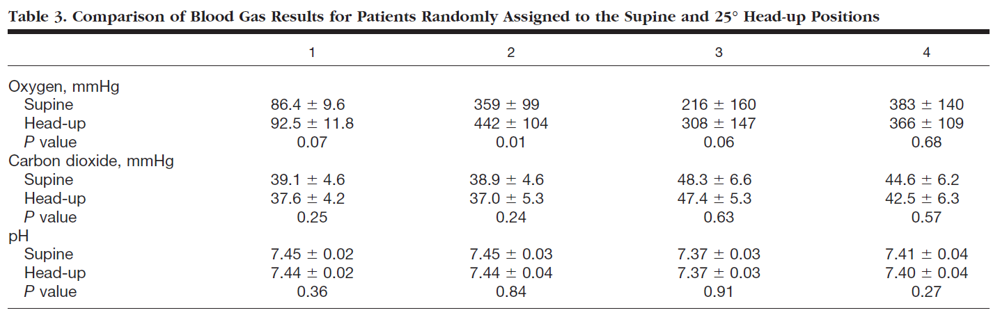 Table 3. Comparison of Blood Gas Results for Patients Randomly Assigned to the Supine and 25° Head-up Positions
1 2 3 4
Oxygen, mmHg
Supine 86.4 ± 9.6 359 ± 99 216 ± 160 383 ± 140
Head-up 92.5 ± 11.8 442 ± 104 308 ± 147 366 ± 109
P value 0.07 0.01 0.06 0.68
Carbon dioxide, mmHg
Supine 39.1 ± 4.6 38.9 ± 4.6 48.3 ± 6.6 44.6 ± 6.2
Head-up 37.6 ± 4.2 37.0 ± 5.3 47.4 ± 5.3 42.5 ± 6.3
P value 0.25 0.24 0.63 0.57
pH
Supine 7.45 ± 0.02 7.45 ± 0.03 7.37 ± 0.03 7.41 ± 0.04
Head-up 7.44 ± 0.02 7.44 ± 0.04 7.37 ± 0.03 7.40 ± 0.04
P value 0.36 0.84 0.91 0.27